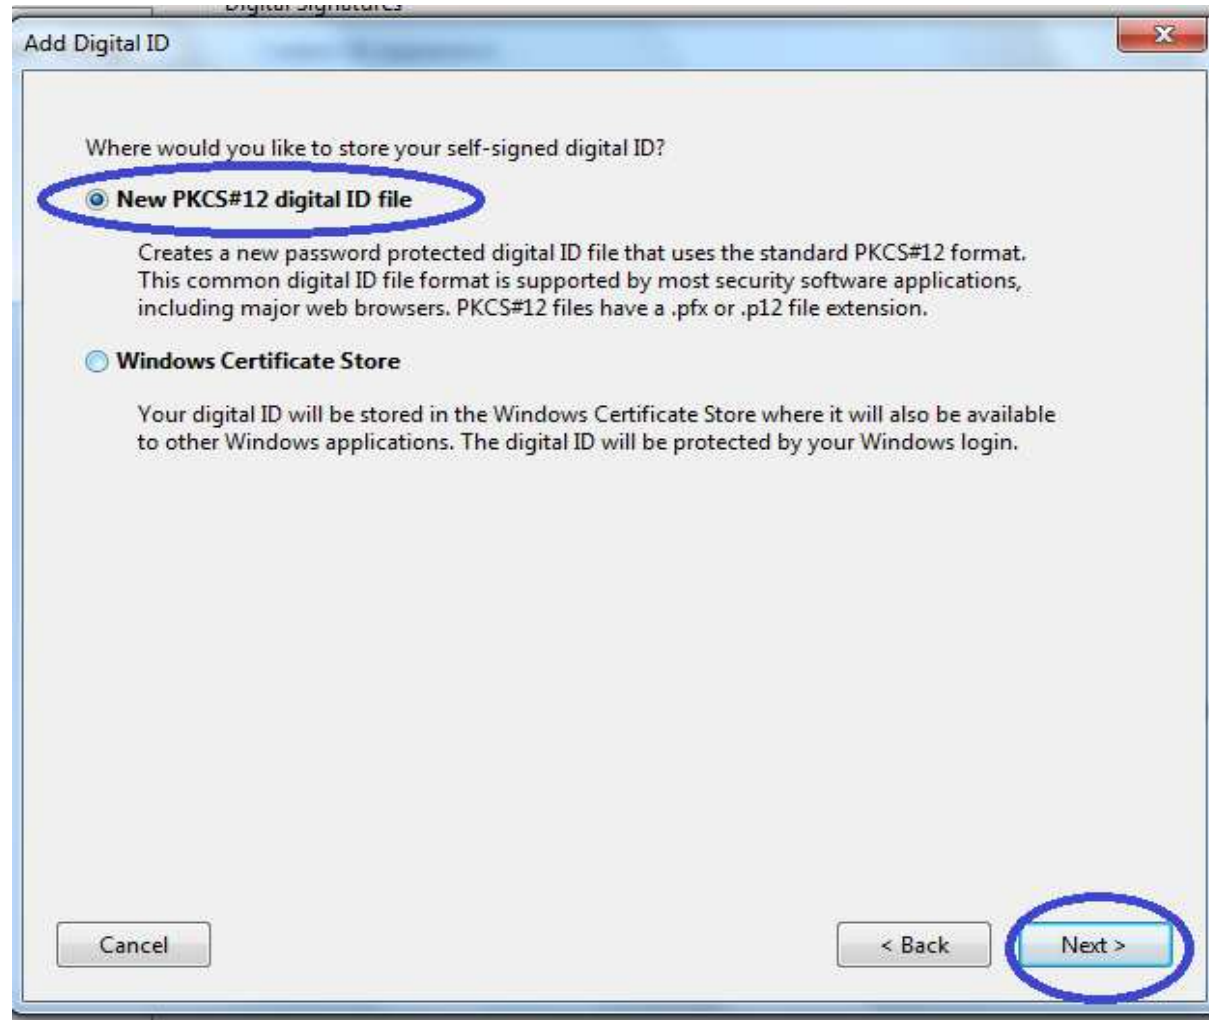 Digital Signatures
Add Digital ID
Where would you like to store your self-signed digital ID?
New PKCS#12 digital ID file
Creates a new password protected digital ID file that uses the standard PKCS#12 format.
This common digital ID file format is supported by most security software applications,
including major web browsers. PKCS#12 files have a .pfx or .p12 file extension.
Windows Certificate Store
Your digital ID will be stored in the Windows Certificate Store where it will also be available
to other Windows applications. The digital ID will be protected by your Windows login.
Cancel
< Back
Next >